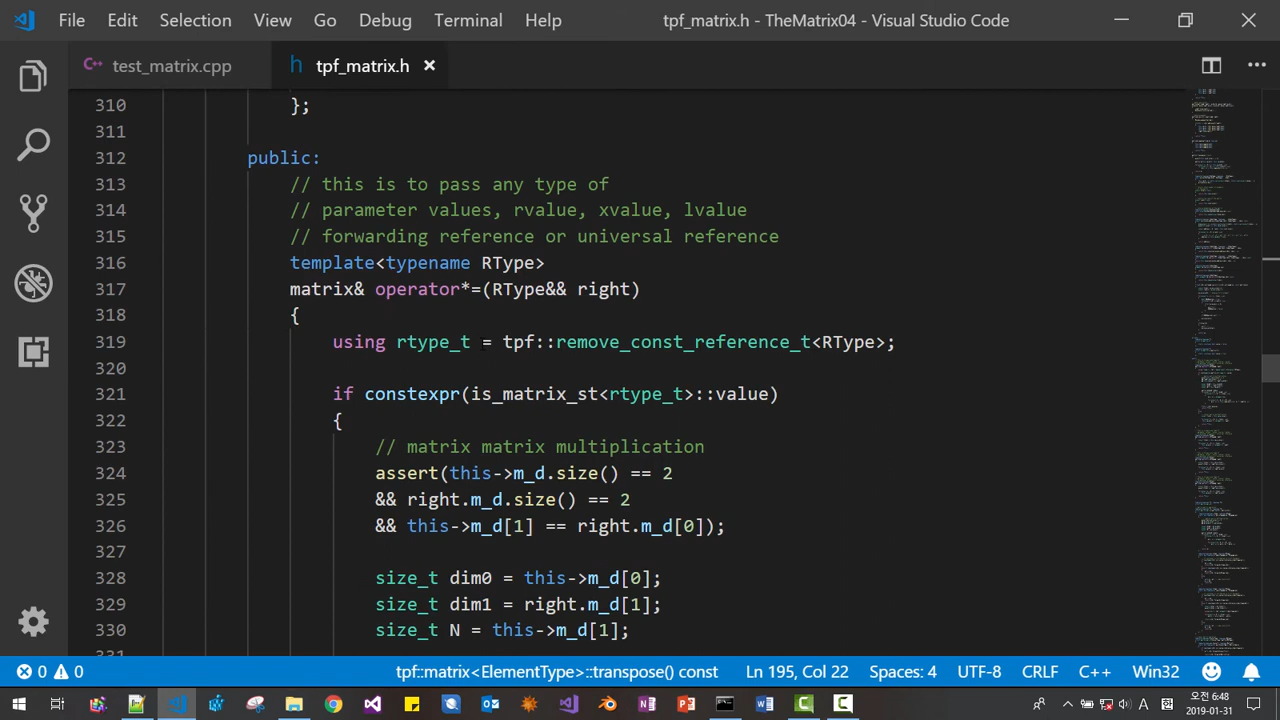 File Edit Selection View Go Debug Terminal Help tpf_matrix.h - TheMatrix04 - Visual Studio Code
test_matrix.cpp tpf_matrix.h
310 };
311
312 public:
313 // this is to pass any type of
314 // parameter values, rvalue, xvalue, lvalue
315 // forwarding reference or universal reference
316 template<typename RType>
317 matrix& operator*=(RType&& right)
318 {
319 using rtype_t = tpf::remove_const_reference_t<RType>;
320
321 if constexpr(is_matrix_st<rtype_t>::value)
322 {
323 // matrix matrix multiplication
324 assert(this->m_d.size() == 2
325 && right.m_d.size() == 2
326 && this->m_d[1] == right.m_d[0]);
327
328 size_t dim0 = this->m_d[0];
329 size_t dim1 = right.m_d[1];
330 size_t N = this->m_d[1];
331
0 0 tpf::matrix<ElementType>::transpose() const Ln 195, Col 22 Spaces: 4 UTF-8 CRLF C++ Win32
오전 6:48
2019-01-31